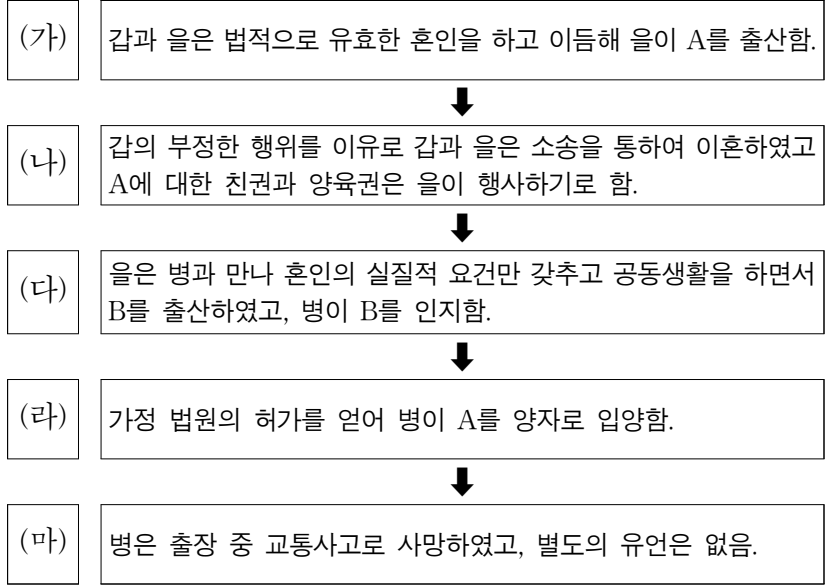 (가)
갑과 을은 법적으로 유효한 혼인을 하고 이듬해 을이 A를 출산함.
(나)
갑의 부정한 행위를 이유로 갑과 을은 소송을 통하여 이혼하였고
A에 대한 친권과 양육권은 을이 행사하기로 함.
(다)
을은 병과 만나 혼인의 실질적 요건만 갖추고 공동생활을 하면서
B를 출산하였고, 병이 B를 인지함.
(라)
가정 법원의 허가를 얻어 병이 A를 양자로 입양함.
(마)
병은 출장 중 교통사고로 사망하였고, 별도의 유언은 없음.